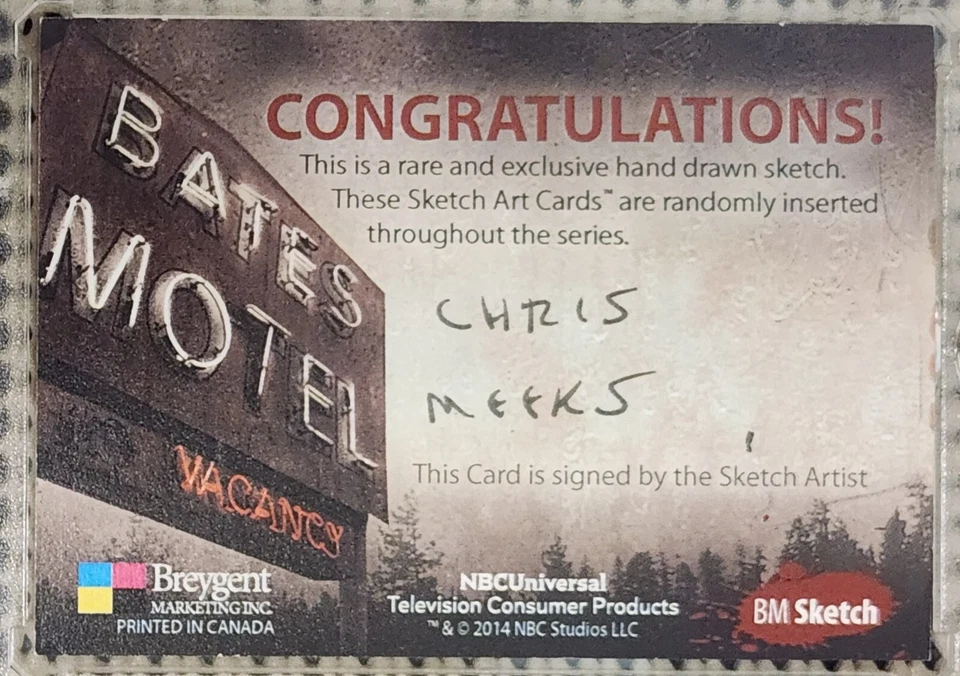 BATES
MOTEL
VACANCY
CONGRATULATIONS!
This is a rare and exclusive hand drawn sketch.
These Sketch Art Cards™ are randomly inserted
throughout the series.
CHRIS
MEEKS
This Card is signed by the Sketch Artist
Breygent
MARKETING INC.
PRINTED IN CANADA
NBCUniversal
Television Consumer Products
™ & © 2014 NBC Studios LLC
BM Sketch